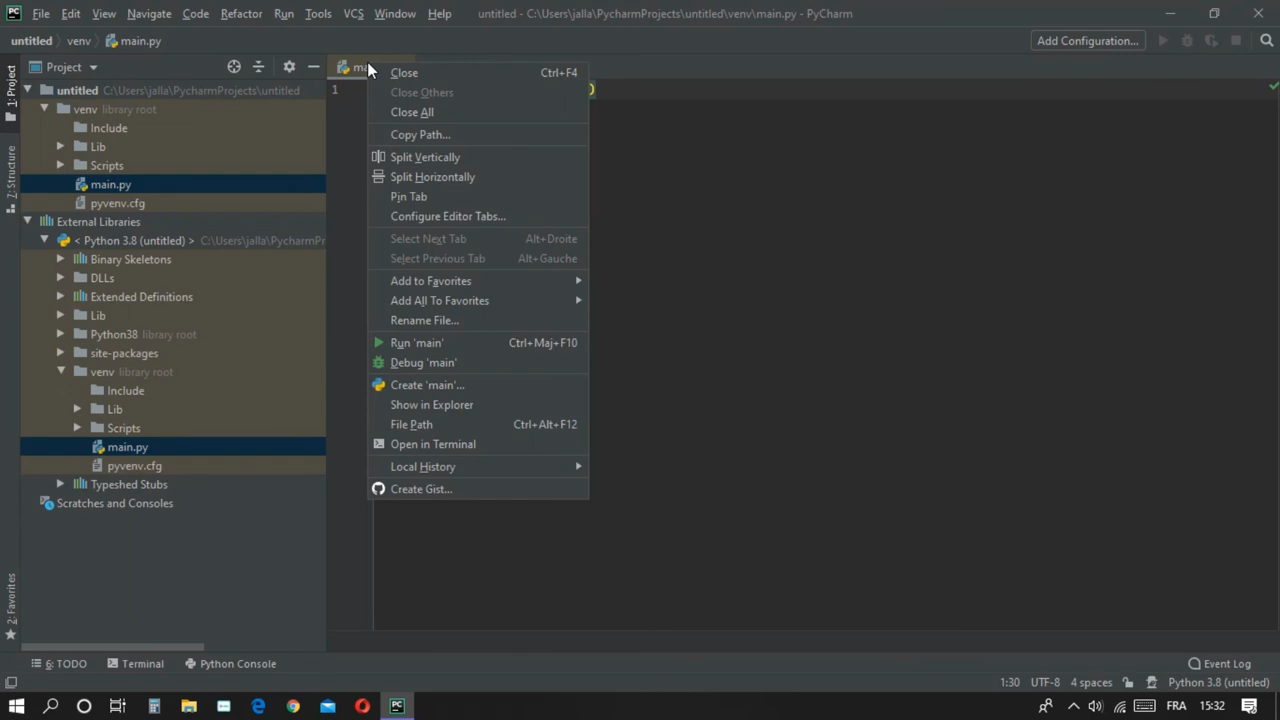 PC File Edit View Navigate Code Refactor Run Tools VCS Window Help untitled - C:\Users\jalla\PycharmProjects\untitled\venv\main.py - PyCharm
untitled venv main.py Add Configuration...
1: Project
Project
untitled C:\Users\jalla\PycharmProjects\untitled
venv library root
Include
Lib
Scripts
main.py
pyvenv.cfg
External Libraries
< Python 3.8 (untitled) > C:\Users\jalla\PycharmPr
Binary Skeletons
DLLs
Extended Definitions
Lib
Python38 library root
site-packages
venv library root
Include
Lib
Scripts
main.py
pyvenv.cfg
Typeshed Stubs
Scratches and Consoles
Z: Structure
2: Favorites
ma
1 )
Close Ctrl+F4
Close Others
Close All
Copy Path...
Split Vertically
Split Horizontally
Pin Tab
Configure Editor Tabs...
Select Next Tab Alt+Droite
Select Previous Tab Alt+Gauche
Add to Favorites
Add All To Favorites
Rename File...
Run 'main' Ctrl+Maj+F10
Debug 'main'
Create 'main'...
Show in Explorer
File Path Ctrl+Alt+F12
Open in Terminal
Local History
Create Gist...
6: TODO Terminal Python Console Event Log
1:30 UTF-8 4 spaces Python 3.8 (untitled)
PC FRA 15:32